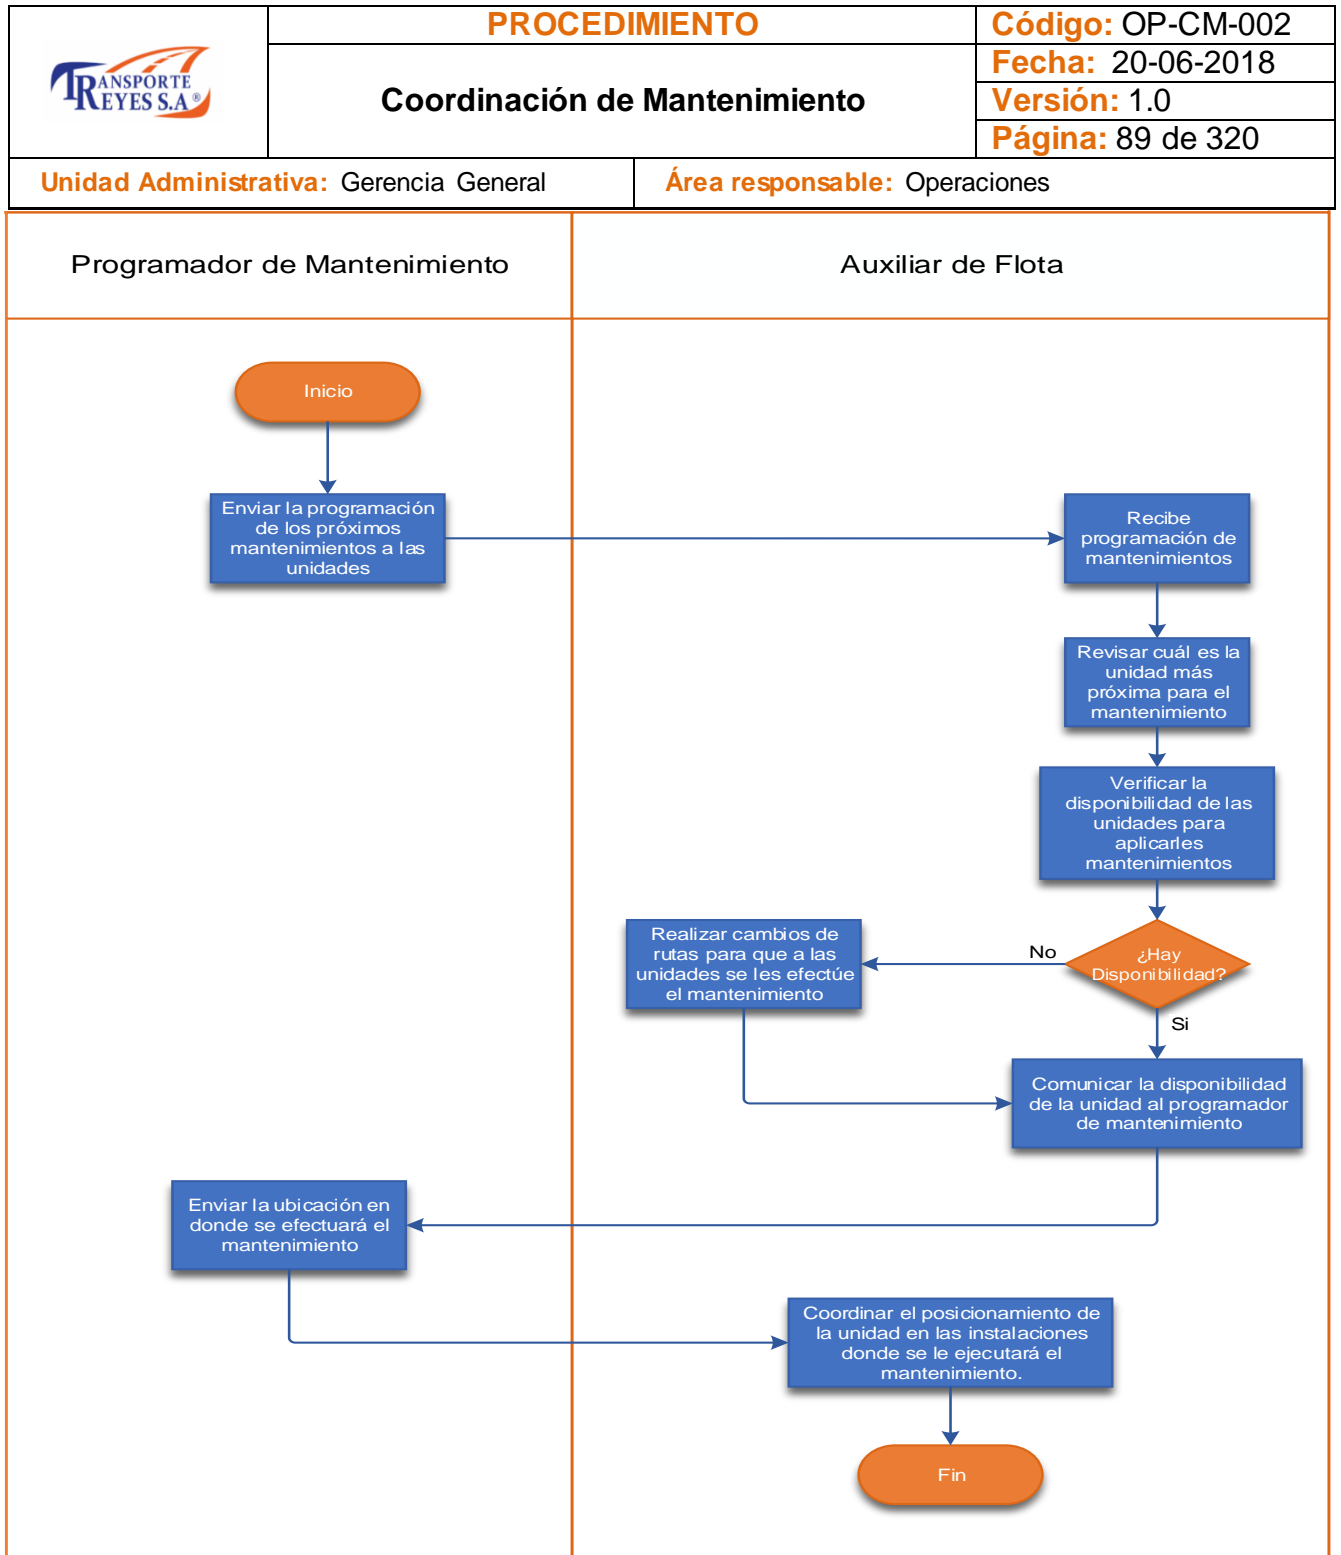 TRANSPORTE
REYES S.A®
PROCEDIMIENTO
Coordinación de Mantenimiento
Código: OP-CM-002
Fecha: 20-06-2018
Versión: 1.0
Página: 89 de 320
Unidad Administrativa: Gerencia General
Área responsable: Operaciones
Programador de Mantenimiento
Auxiliar de Flota
Inicio
Enviar la programación
de los próximos
mantenimientos a las
unidades
Recibe
programación de
mantenimientos
Revisar cuál es la
unidad más
próxima para el
mantenimiento
Verificar la
disponibilidad de las
unidades para
aplicarles
mantenimientos
¿Hay
Disponibilidad?
No
Realizar cambios de
rutas para que a las
unidades se les efectúe
el mantenimiento
Si
Comunicar la disponibilidad
de la unidad al programador
de mantenimiento
Enviar la ubicación en
donde se efectuará el
mantenimiento
Coordinar el posicionamiento de
la unidad en las instalaciones
donde se le ejecutará el
mantenimiento.
Fin